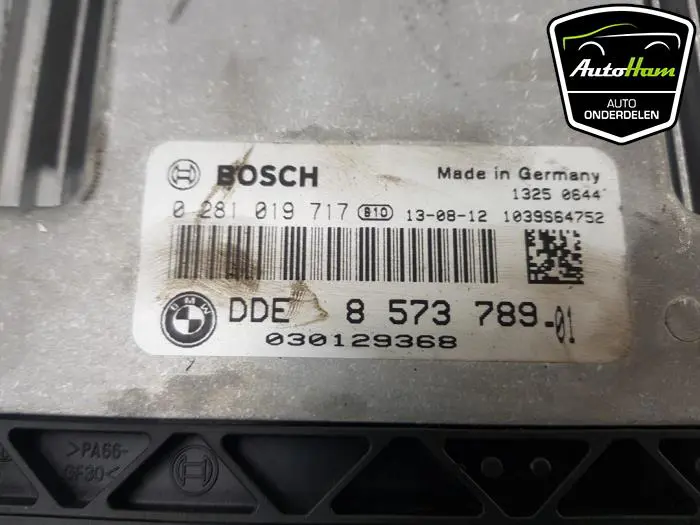 AutoHam
AUTO
ONDERDELEN
BOSCH
Made in Germany
1325 0644
0 281 019 717 B10 13-08-12 1039S64752
BMW
DDE 8 573 789-01
030129368
>PA66-
GF30<